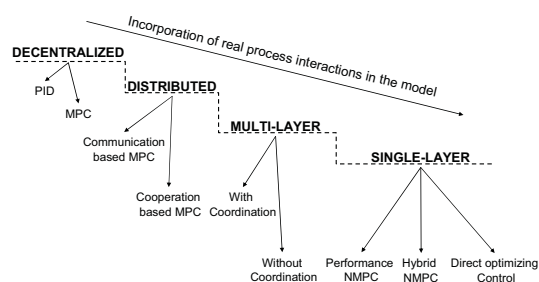 Incorporation of real process interactions in the model
DECENTRALIZED
PID
MPC
DISTRIBUTED
Communication
based MPC
Cooperation
based MPC
MULTI-LAYER
With
Coordination
Without
Coordination
SINGLE-LAYER
Performance
NMPC
Hybrid
NMPC
Direct optimizing
Control